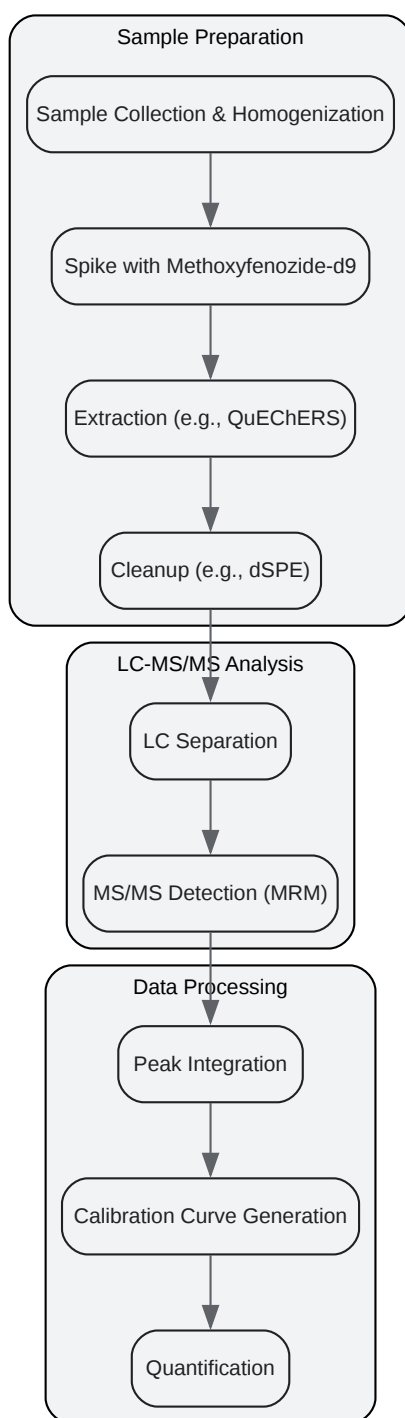 Sample Preparation
Sample Collection & Homogenization
Spike with Methoxyfenozide-d9
Extraction (e.g., QuEChERS)
Cleanup (e.g., dSPE)
LC-MS/MS Analysis
LC Separation
MS/MS Detection (MRM)
Data Processing
Peak Integration
Calibration Curve Generation
Quantification